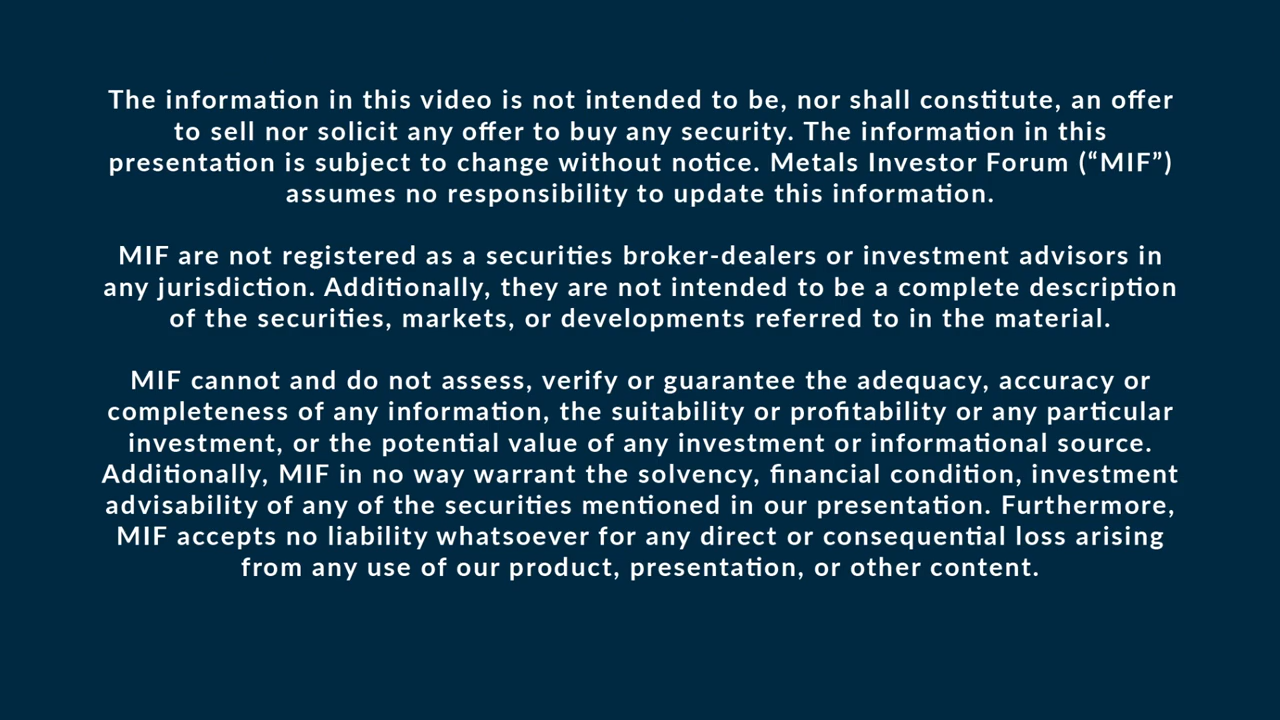 The information in this video is not intended to be, nor shall constitute, an offer
to sell nor solicit any offer to buy any security. The information in this
presentation is subject to change without notice. Metals Investor Forum (“MIF”)
assumes no responsibility to update this information.
MIF are not registered as a securities broker-dealers or investment advisors in
any jurisdiction. Additionally, they are not intended to be a complete description
of the securities, markets, or developments referred to in the material.
MIF cannot and do not assess, verify or guarantee the adequacy, accuracy or
completeness of any information, the suitability or profitability or any particular
investment, or the potential value of any investment or informational source.
Additionally, MIF in no way warrant the solvency, financial condition, investment
advisability of any of the securities mentioned in our presentation. Furthermore,
MIF accepts no liability whatsoever for any direct or consequential loss arising
from any use of our product, presentation, or other content.